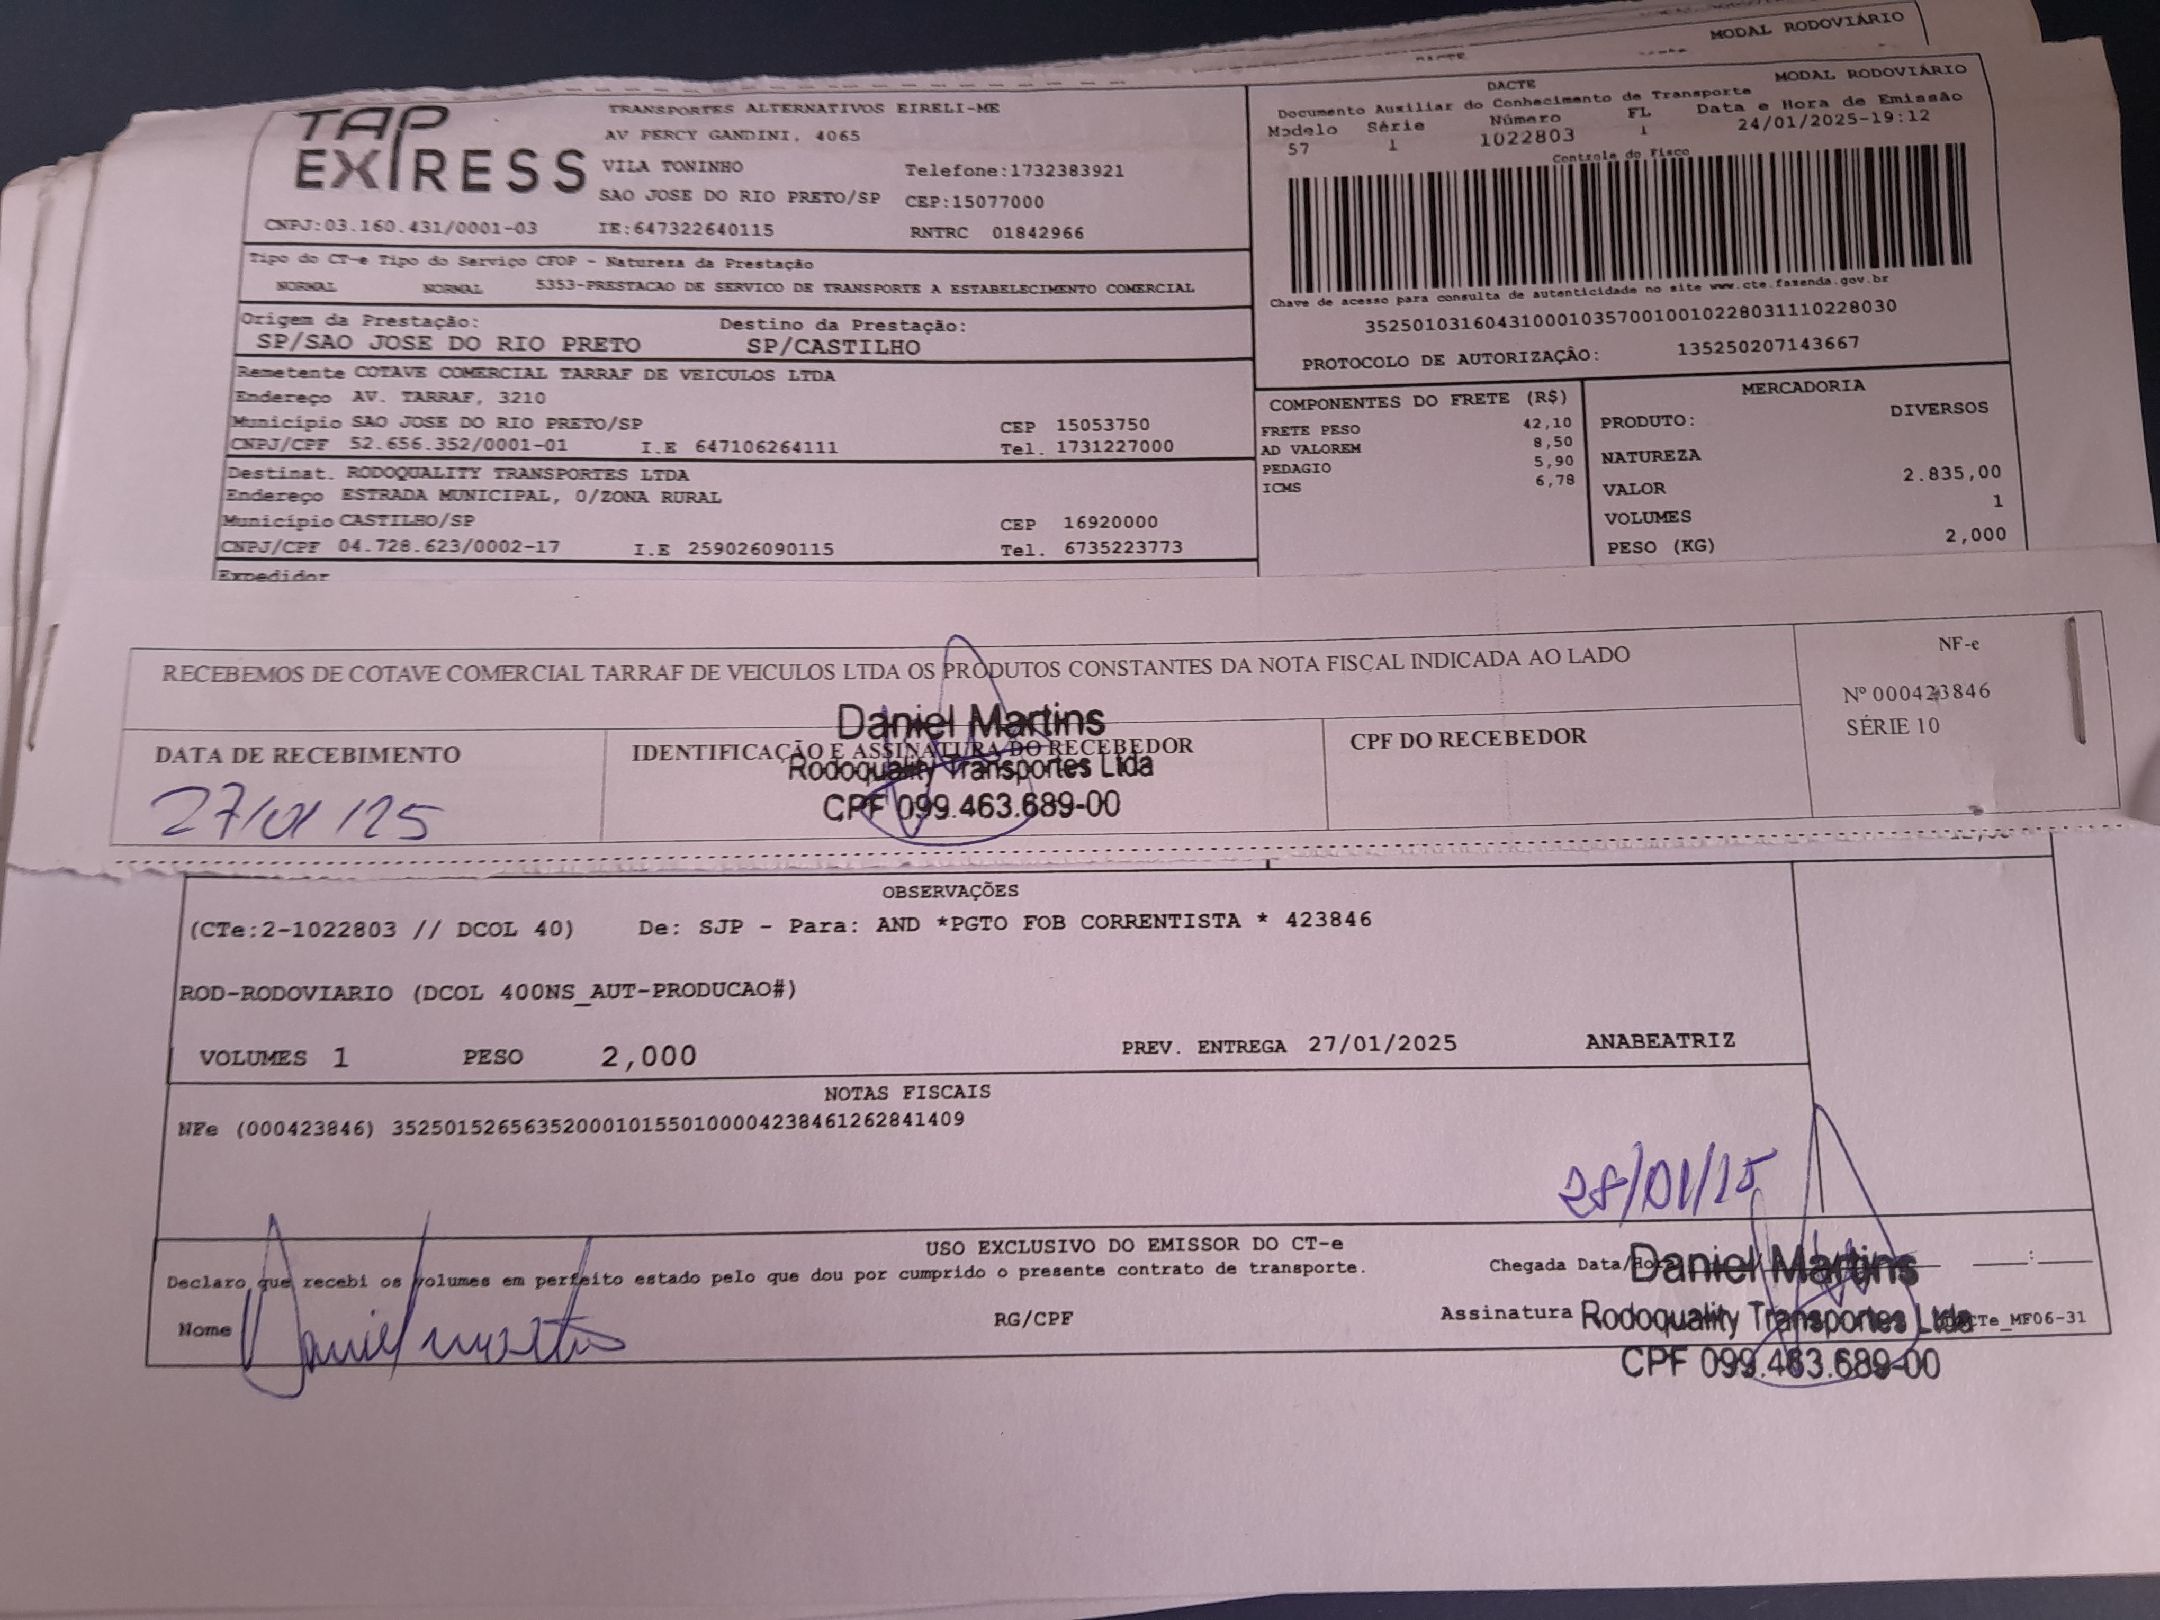 MODAL RODOVIÁRIO
DACTE
TAP EXPRESS
TRANSPORTES ALTERNATIVOS EIRELI-ME
AV PERCY GANDINI, 4065
VILA TONINHO Telefone:1732383921
SAO JOSE DO RIO PRETO/SP CEP:15077000
CNPJ:03.160.431/0001-03 IE:647322640115 RNTRC 01842966
DACTE MODAL RODOVIÁRIO
Documento Auxiliar do Conhecimento de Transporte
Modelo Série Número FL Data e Hora de Emissão
57 1 1022803 1 24/01/2025-19:12
Controle do Fisco
Chave de acesso para consulta de autenticidade no site www.cte.fazenda.gov.br
35250103160431000103570010010228031110228030
PROTOCOLO DE AUTORIZAÇÃO: 135250207143667
Tipo do CT-e Tipo do Serviço CFOP - Natureza da Prestação
NORMAL NORMAL 5353-PRESTACAO DE SERVICO DE TRANSPORTE A ESTABELECIMENTO COMERCIAL
Origem da Prestação: Destino da Prestação:
SP/SAO JOSE DO RIO PRETO SP/CASTILHO
Remetente COTAVE COMERCIAL TARRAF DE VEICULOS LTDA
Endereço AV. TARRAF, 3210
Município SAO JOSE DO RIO PRETO/SP CEP 15053750
CNPJ/CPF 52.656.352/0001-01 I.E 647106264111 Tel. 1731227000
Destinat. RODOQUALITY TRANSPORTES LTDA
Endereço ESTRADA MUNICIPAL, 0/ZONA RURAL
Município CASTILHO/SP CEP 16920000
CNPJ/CPF 04.728.623/0002-17 I.E 259026090115 Tel. 6735223773
Expedidor
COMPONENTES DO FRETE (R$)
FRETE PESO 42,10
AD VALOREM 8,50
PEDAGIO 5,90
ICMS 6,78
MERCADORIA
PRODUTO: DIVERSOS
NATUREZA
VALOR 2.835,00
VOLUMES 1
PESO (KG) 2,000
RECEBEMOS DE COTAVE COMERCIAL TARRAF DE VEICULOS LTDA OS PRODUTOS CONSTANTES DA NOTA FISCAL INDICADA AO LADO
NF-e
Nº 000423846
SÉRIE 10
DATA DE RECEBIMENTO
27/01/25
IDENTIFICAÇÃO E ASSINATURA DO RECEBEDOR
Daniel Martins
Rodoquality Transportes Ltda
CPF 099.463.689-00
CPF DO RECEBEDOR
OBSERVAÇÕES
(CTe:2-1022803 // DCOL 40) De: SJP - Para: AND *PGTO FOB CORRENTISTA * 423846
ROD-RODOVIARIO (DCOL 400NS_AUT-PRODUCAO#)
VOLUMES 1 PESO 2,000 PREV. ENTREGA 27/01/2025 ANABEATRIZ
NOTAS FISCAIS
NFe (000423846) 35250152656352000101550100004238461262841409
28/01/25
USO EXCLUSIVO DO EMISSOR DO CT-e
Declaro que recebi os volumes em perfeito estado pelo que dou por cumprido o presente contrato de transporte.
Chegada Data/Hora
Nome Daniel Martins RG/CPF Assinatura
Daniel Martins
Rodoquality Transportes Ltda
CPF 099.463.689-00
CTe_MF06-31